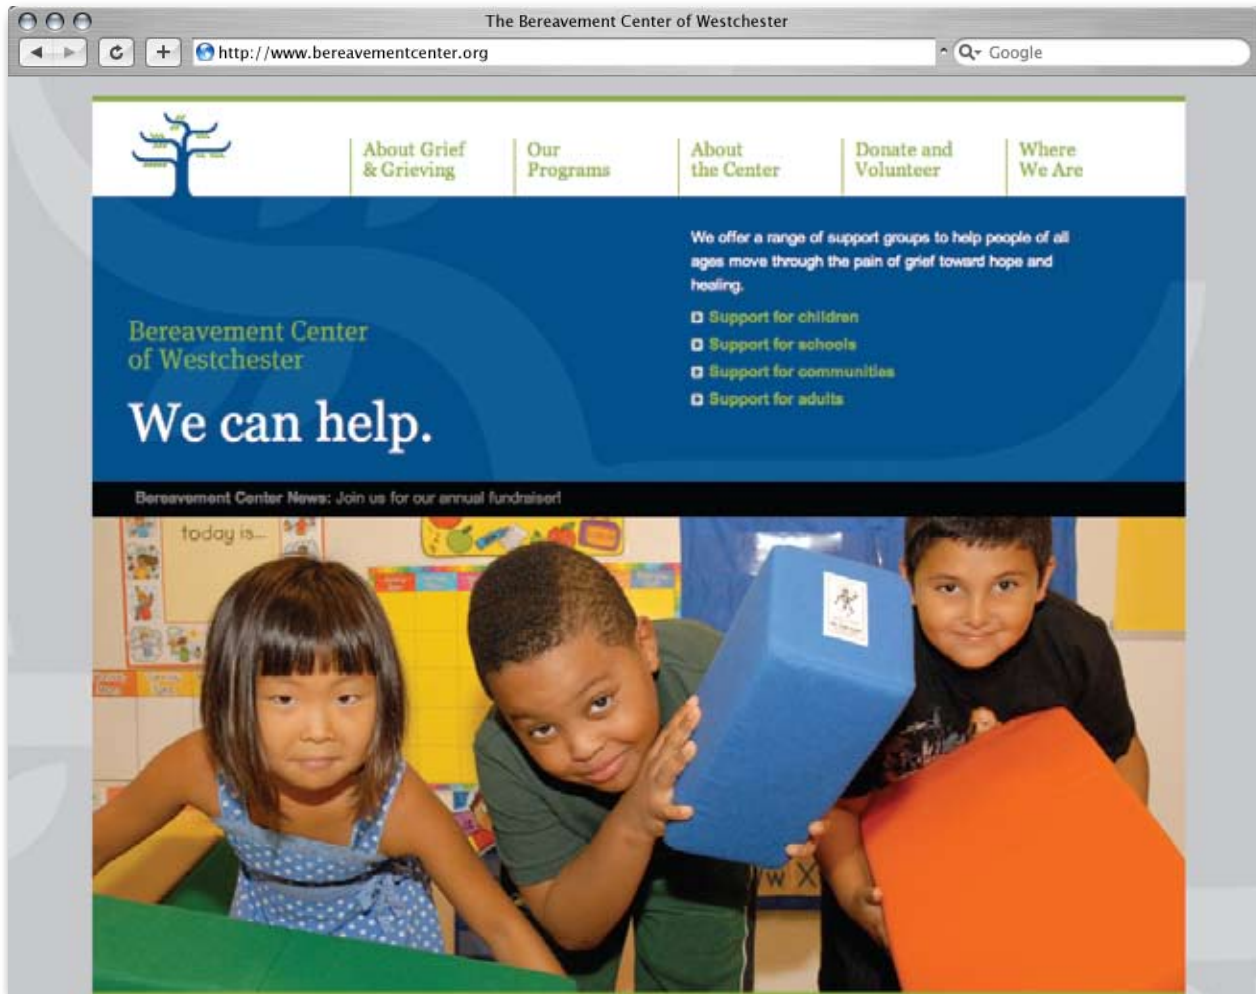 The Bereavement Center of Westchester
http://www.bereavementcenter.org
Google
About Grief
& Grieving
Our
Programs
About
the Center
Donate and
Volunteer
Where
We Are
We offer a range of support groups to help people of all
ages move through the pain of grief toward hope and
healing.
Support for children
Support for schools
Support for communities
Support for adults
Bereavement Center
of Westchester
We can help.
Bereavement Center News: Join us for our annual fundraiser!
today is...
W X